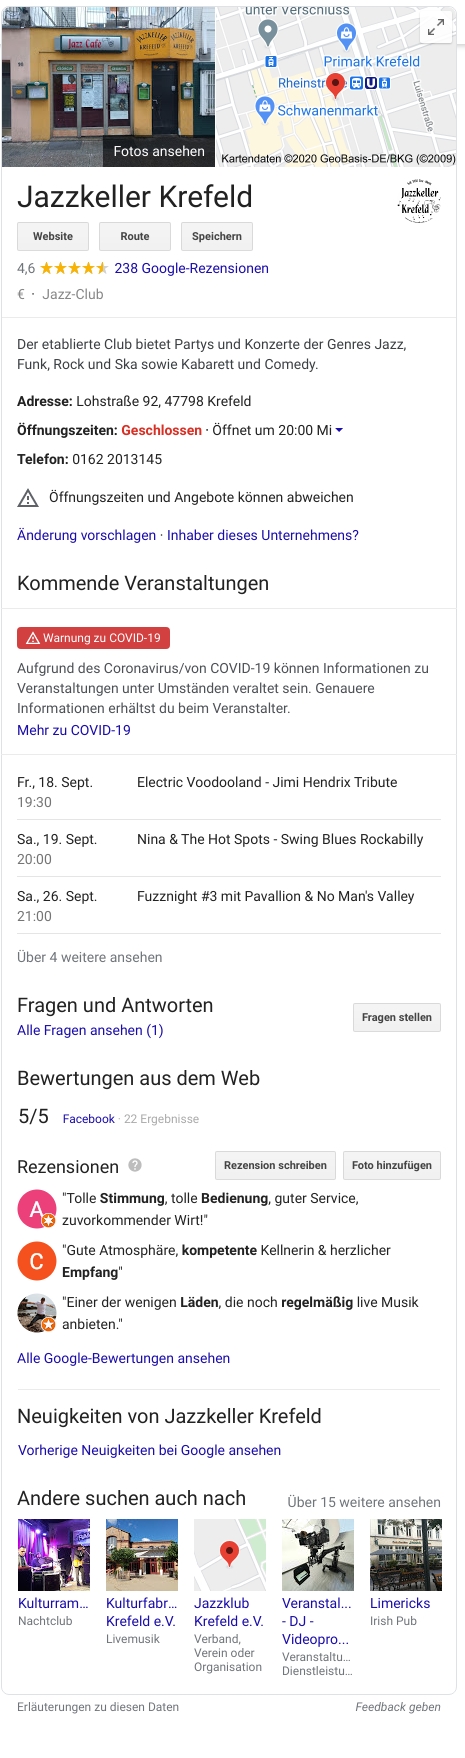 Jazz Cafe
JAZZKELLER
KREFELD
Fotos ansehen
unter Verschluss
Primark Krefeld
Rheinstr
U
Schwanenmarkt
Luisenstraße
Kartendaten ©2020 GeoBasis-DE/BKG (©2009)
Jazzkeller Krefeld
Jazzkeller
Krefeld
Website
Route
Speichern
4,6 238 Google-Rezensionen
€ · Jazz-Club
Der etablierte Club bietet Partys und Konzerte der Genres Jazz,
Funk, Rock und Ska sowie Kabarett und Comedy.
Adresse: Lohstraße 92, 47798 Krefeld
Öffnungszeiten: Geschlossen · Öffnet um 20:00 Mi
Telefon: 0162 2013145
Öffnungszeiten und Angebote können abweichen
Änderung vorschlagen · Inhaber dieses Unternehmens?
Kommende Veranstaltungen
Warnung zu COVID-19
Aufgrund des Coronavirus/von COVID-19 können Informationen zu
Veranstaltungen unter Umständen veraltet sein. Genauere
Informationen erhältst du beim Veranstalter.
Mehr zu COVID-19
Fr., 18. Sept. Electric Voodooland - Jimi Hendrix Tribute
19:30
Sa., 19. Sept. Nina & The Hot Spots - Swing Blues Rockabilly
20:00
Sa., 26. Sept. Fuzznight #3 mit Pavallion & No Man's Valley
21:00
Über 4 weitere ansehen
Fragen und Antworten
Alle Fragen ansehen (1)
Fragen stellen
Bewertungen aus dem Web
5/5 Facebook · 22 Ergebnisse
Rezensionen ?
Rezension schreiben
Foto hinzufügen
A
"Tolle Stimmung, tolle Bedienung, guter Service,
zuvorkommender Wirt!"
C
"Gute Atmosphäre, kompetente Kellnerin & herzlicher
Empfang"
"Einer der wenigen Läden, die noch regelmäßig live Musik
anbieten."
Alle Google-Bewertungen ansehen
Neuigkeiten von Jazzkeller Krefeld
Vorherige Neuigkeiten bei Google ansehen
Andere suchen auch nach
Über 15 weitere ansehen
Kulturram...
Nachtclub
Kulturfabr...
Krefeld e.V.
Livemusik
Jazzklub
Krefeld e.V.
Verband,
Verein oder
Organisation
Veranstal...
- DJ -
Videopro...
Veranstaltu...
Dienstleistu...
Limericks
Irish Pub
Erläuterungen zu diesen Daten
Feedback geben